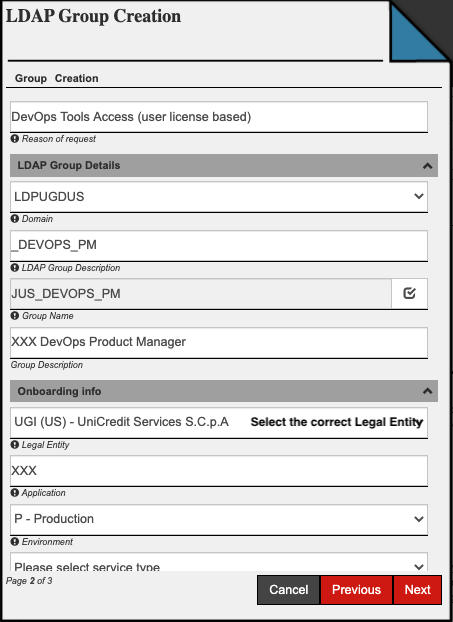 LDAP Group Creation
Group Creation
DevOps Tools Access (user license based)
Reason of request
LDAP Group Details
LDPUGDUS
Domain
_DEVOPS_PM
LDAP Group Description
JUS_DEVOPS_PM
Group Name
XXX DevOps Product Manager
Group Description
Onboarding info
UGI (US) - UniCredit Services S.C.p.A Select the correct Legal Entity
Legal Entity
XXX
Application
P - Production
Environment
Please select service type
Page 2 of 3
Cancel Previous Next